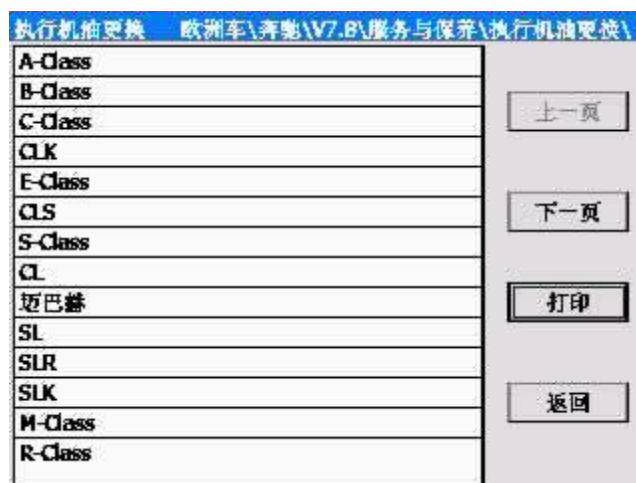 执行机油更换 欧洲车\奔驰\V7.6\服务与保养\执行机油更换\
A-Class
B-Class
C-Class
CLK
E-Class
CLS
S-Class
CL
迈巴赫
SL
SLR
SLK
M-Class
R-Class
上一页
下一页
打印
返回